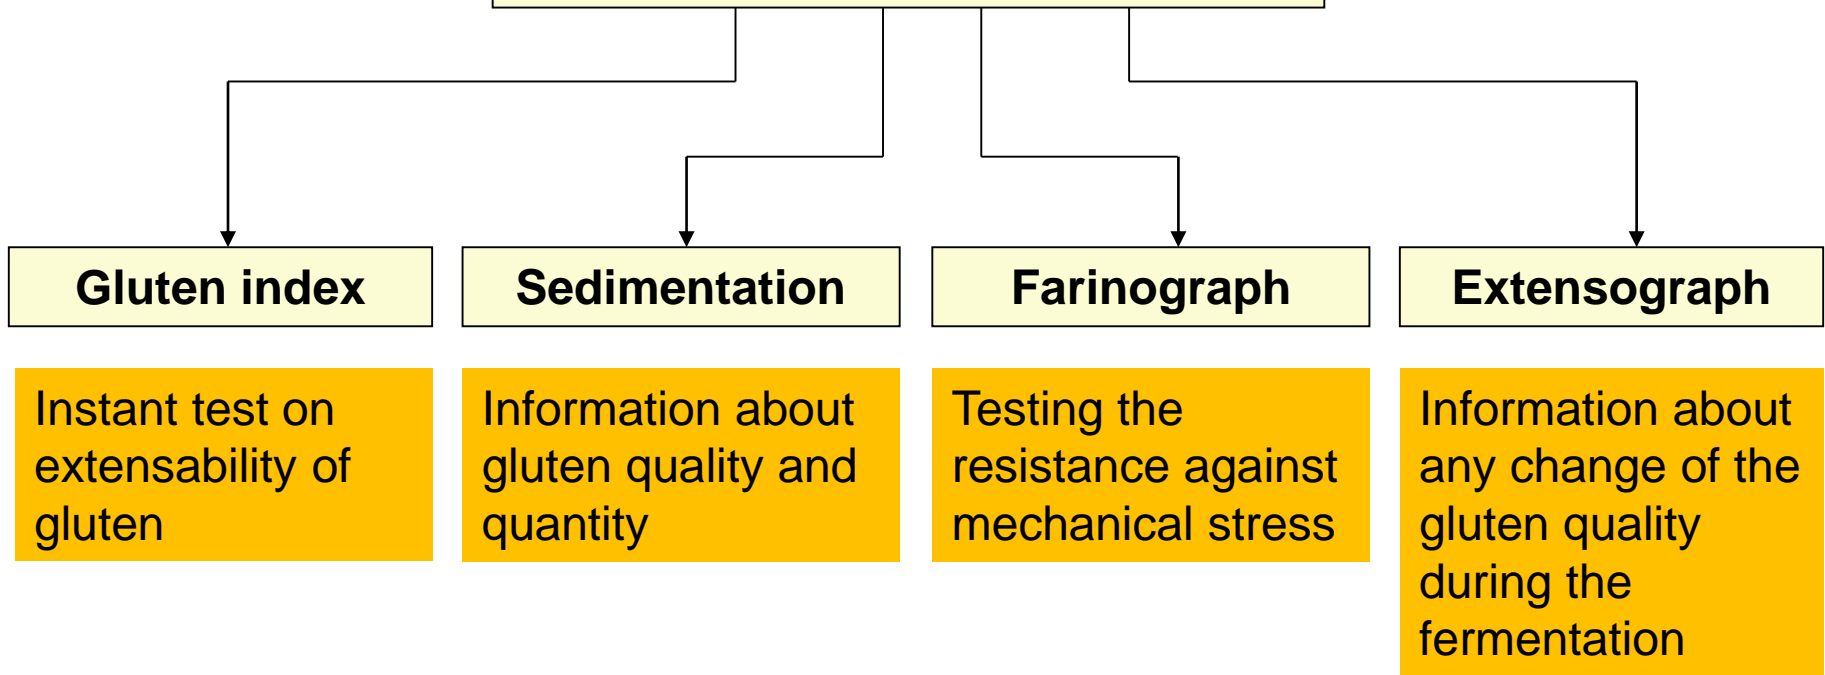 Gluten index
Sedimentation
Farinograph
Extensograph
Instant test on
extensability of
gluten
Information about
gluten quality and
quantity
Testing the
resistance against
mechanical stress
Information about
any change of the
gluten quality
during the
fermentation